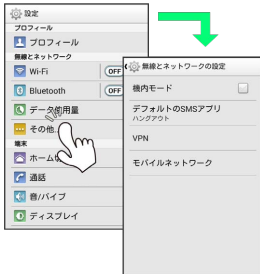 設定
プロフィール
プロフィール
無線とネットワーク
Wi-Fi
OFF
Bluetooth
OFF
データ使用量
その他...
端末
ホーム
通話
音/バイブ
ディスプレイ
無線とネットワークの設定
機内モード
デフォルトのSMSアプリ
ハングアウト
VPN
モバイルネットワーク